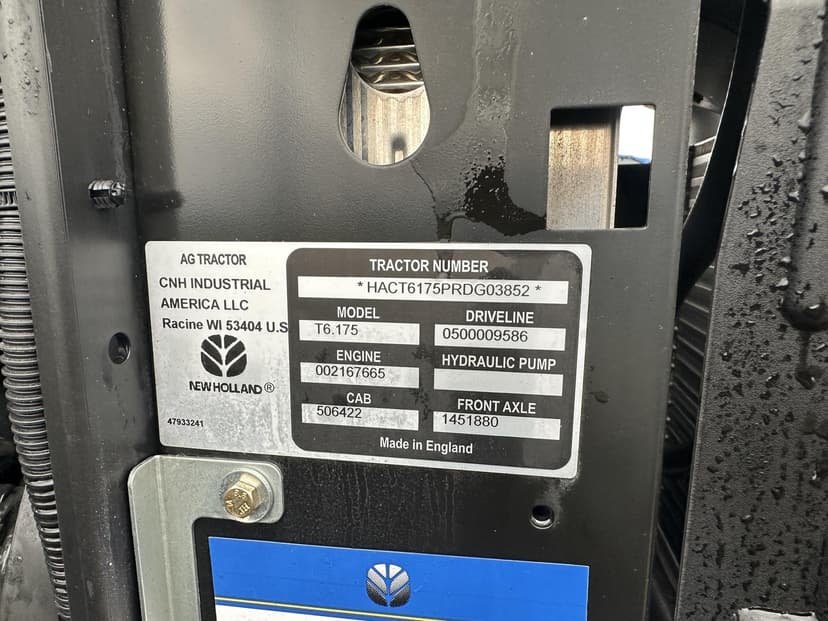 AG TRACTOR
CNH INDUSTRIAL
AMERICA LLC
Racine WI 53404 U.S
NEW HOLLAND®
47933241
TRACTOR NUMBER
* HACT6175PRDG03852 *
MODEL
T6.175
DRIVELINE
0500009586
ENGINE
002167665
HYDRAULIC PUMP
CAB
506422
FRONT AXLE
1451880
Made in England